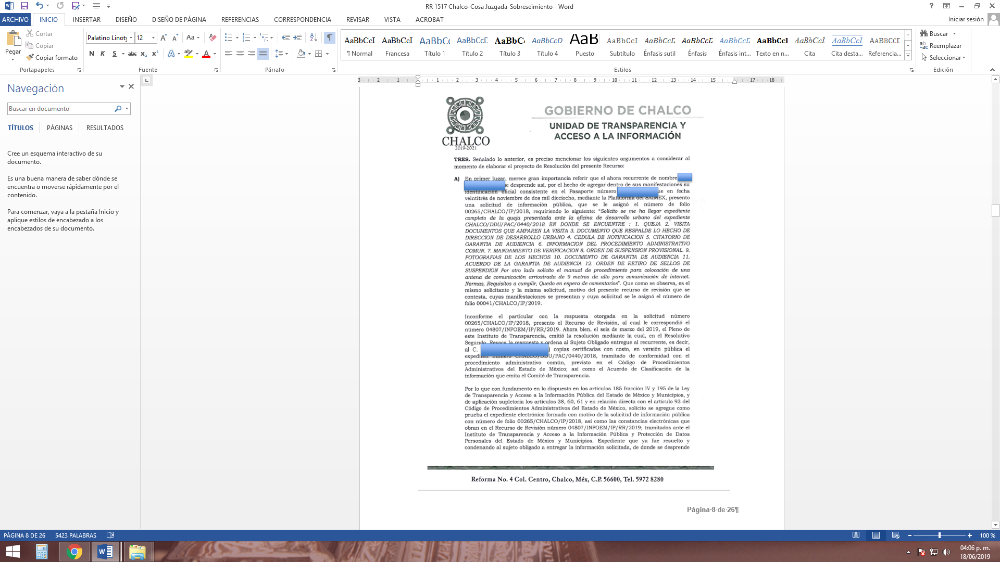 RR 1517 Chalco-Cosa Juzgada-Sobreseimiento - Word
ARCHIVO INICIO INSERTAR DISEÑO DISEÑO DE PÁGINA REFERENCIAS CORRESPONDENCIA REVISAR VISTA ACROBAT
Iniciar sesión
Pegar
Cortar
Copiar
Copiar formato
Portapapeles
Palatino Linoty 12
N K S abc x₂ x²
Fuente
Párrafo
AaBbCcI AaBbCcI AaBbCc AaBbCcD AaBbC AaBbCcD AaB AaBbCcI AaBbCcD AaBbCcD AaBbCcD AaBbCcI AaBbCcI AaBbCcI AABBCCI
¶ Normal Francesa Título 1 Título 2 Título 3 Título 4 Puesto Subtítulo Énfasis sutil Énfasis Énfasis int... Texto en n... Cita Cita desta... Referencia...
Estilos
Buscar
Reemplazar
Seleccionar
Edición
Navegación
Buscar en documento
TÍTULOS PÁGINAS RESULTADOS
Cree un esquema interactivo de su
documento.
Es una buena manera de saber dónde se
encuentra o moverse rápidamente por el
contenido.
Para comenzar, vaya a la pestaña Inicio y
aplique estilos de encabezado a los
encabezados de su documento.
3 2 1 1 2 3 4 5 6 7 8 9 10 11 12 13 14 15 17 18
CHALCO
2019-2021
GOBIERNO DE CHALCO
UNIDAD DE TRANSPARENCIA Y
ACCESO A LA INFORMACIÓN
TRES. Señalado lo anterior, es preciso mencionar los siguientes argumentos a considerar al
momento de elaborar el proyecto de Resolución del presente Recurso:
A) En primer lugar, merece gran importancia referir que el ahora recurrente de nombre
se desprende así, por el hecho de agregar dentro de sus manifestaciones su
identificación oficial consistente en el Pasaporte número que en fecha
veintitrés de noviembre de dos mil dieciocho, mediante la Plataforma del SAIMEX, presento
una solicitud de información pública, que se le asignó el número de folio
00265/CHALCO/IP/2018, requiriendo lo siguiente: "Solicito se me ha llegar expediente
completo de la queja presentada ante la oficina de desarrollo urbano del expediente
CHALCO/DDU/PAC/0440/2018 EN DONDE SE ENCUENTRE : 1. QUEJA 2. VISITA
DOCUMENTOS QUE AMPAREN LA VISITA 3. DOCUMENTO QUE RESPALDE LO HECHO DE
DIRECCION DE DESARROLLO URBANO 4. CEDULA DE NOTIFICACION 5. CITATORIO DE
GARANTIA DE AUDIENCIA 6. INFORMACION DEL PROCEDIMIENTO ADMINISTRATIVO
COMUN. 7. MANDAMIENTO DE VERIFICACION 8. ORDEN DE SUSPENSION PROVISIONAL. 9.
FOTOGRAFIAS DE LOS HECHOS 10. DOCUMENTO DE GARANTIA DE AUDIENCIA 11.
ACUERDO DE LA GARANTIA DE AUDIENCIA 12. ORDEN DE RETIRO DE SELLOS DE
SUSPENDION Por otro lado solicito el manual de procedimiento para colocación de una
antena de comunicación arriostrada de 9 metros de alto para comunicación de internet.
Normas, Requisitos a cumplir, Quedo en espera de comentarios". Que como se observa, es el
mismo solicitante y la misma solicitud, motivo del presente recurso de revisión que se
contesta, cuyas manifestaciones se presentan y cuya solicitud se le asignó el número de
folio 00041/CHALCO/IP/2019.
Inconforme el particular con la respuesta otorgada en la solicitud número
00265/CHALCO/IP/2018, presento el Recurso de Revisión, al cual le correspondió el
número 04807/INFOEM/IP/RR/2019. Ahora bien, el seis de marzo del 2019, el Pleno de
este Instituto de Transparencia, emitió la resolución mediante la cual, en el Resolutivo
Segundo, Revoca la respuesta y ordena al Sujeto Obligado entregue al recurrente, es decir,
al C. ) copias certificadas con costo, en versión pública el
expediten número CHALCO/DDU/PAC/0440/2018, tramitado de conformidad con el
procedimiento administrativo común, previsto en el Código de Procedimientos
Administrativos del Estado de México; así como el Acuerdo de Clasificación de la
información que emita el Comité de Transparencia.
Por lo que con fundamento en lo dispuesto en los artículos 185 fracción IV y 195 de la Ley
de Transparencia y Acceso a la Información Pública del Estado de México y Municipios, y
de aplicación supletoria los artículos 38, 60, 61 y en relación directa con el artículo 93 del
Código de Procedimientos Administrativos del Estado de México, solicito se agregue como
prueba el expediente electrónico formado con motivo de la solicitud de información pública
con número de folio 00265/CHALCO/IP/2018, así como las constancias electrónicas que
obran en el Recurso de Revisión número 04807/INFOEM/IP/RR/2019; tramitados ante el
Instituto de Transparencia y Acceso a la Información Pública y Protección de Datos
Personales del Estado de México y Municipios. Expediente que ya fue resuelto y
condenando al sujeto obligado a entregar la información solicitada, de donde se desprende
Reforma No. 4 Col. Centro, Chalco, Méx, C.P. 56600, Tel. 5972 8280
Página·8·de·26¶
PÁGINA 8 DE 26 5423 PALABRAS
100 %
04:06 p. m.
18/06/2019